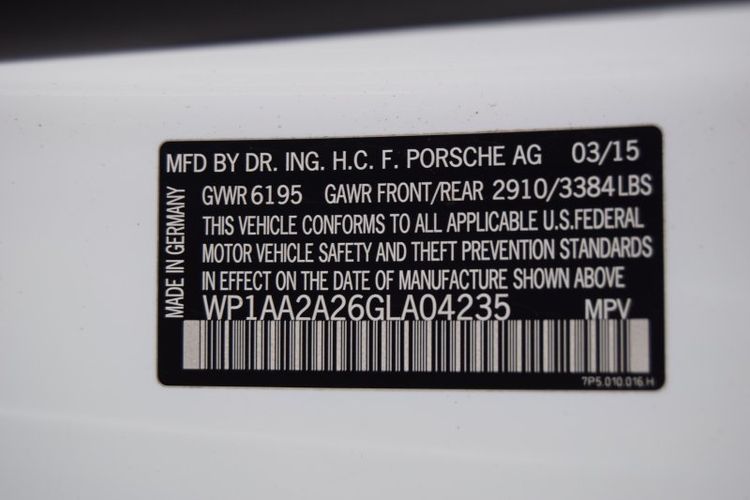 MFD BY DR. ING. H.C. F. PORSCHE AG 03/15
MADE IN GERMANY
GVWR 6195 GAWR FRONT/REAR 2910/3384LBS
THIS VEHICLE CONFORMS TO ALL APPLICABLE U.S.FEDERAL
MOTOR VEHICLE SAFETY AND THEFT PREVENTION STANDARDS
IN EFFECT ON THE DATE OF MANUFACTURE SHOWN ABOVE
WP1AA2A26GLA04235 MPV
7P5.010.016.H